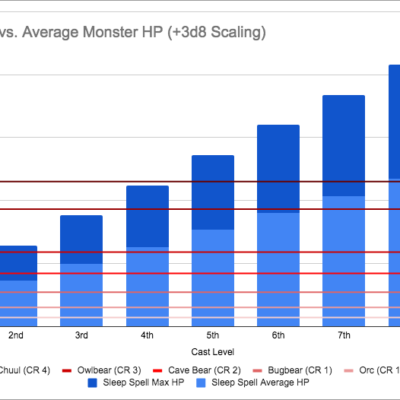 vs. Average Monster HP (+3d8 Scaling)
2nd 3rd 4th 5th 6th 7th
Cast Level
Chuul (CR 4) Owlbear (CR 3) Cave Bear (CR 2) Bugbear (CR 1) Orc (CR
Sleep Spell Max HP Sleep Spell Average HP